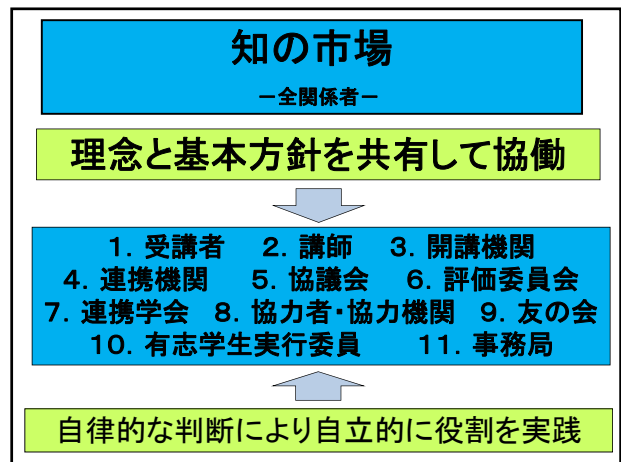 知の市場
－全関係者－
理念と基本方針を共有して協働
１．受講者　２．講師　３．開講機関
４．連携機関　５．協議会　６．評価委員会
７．連携学会　８．協力者・協力機関　９．友の会
１０．有志学生実行委員　１１．事務局
自律的な判断により自立的に役割を実践